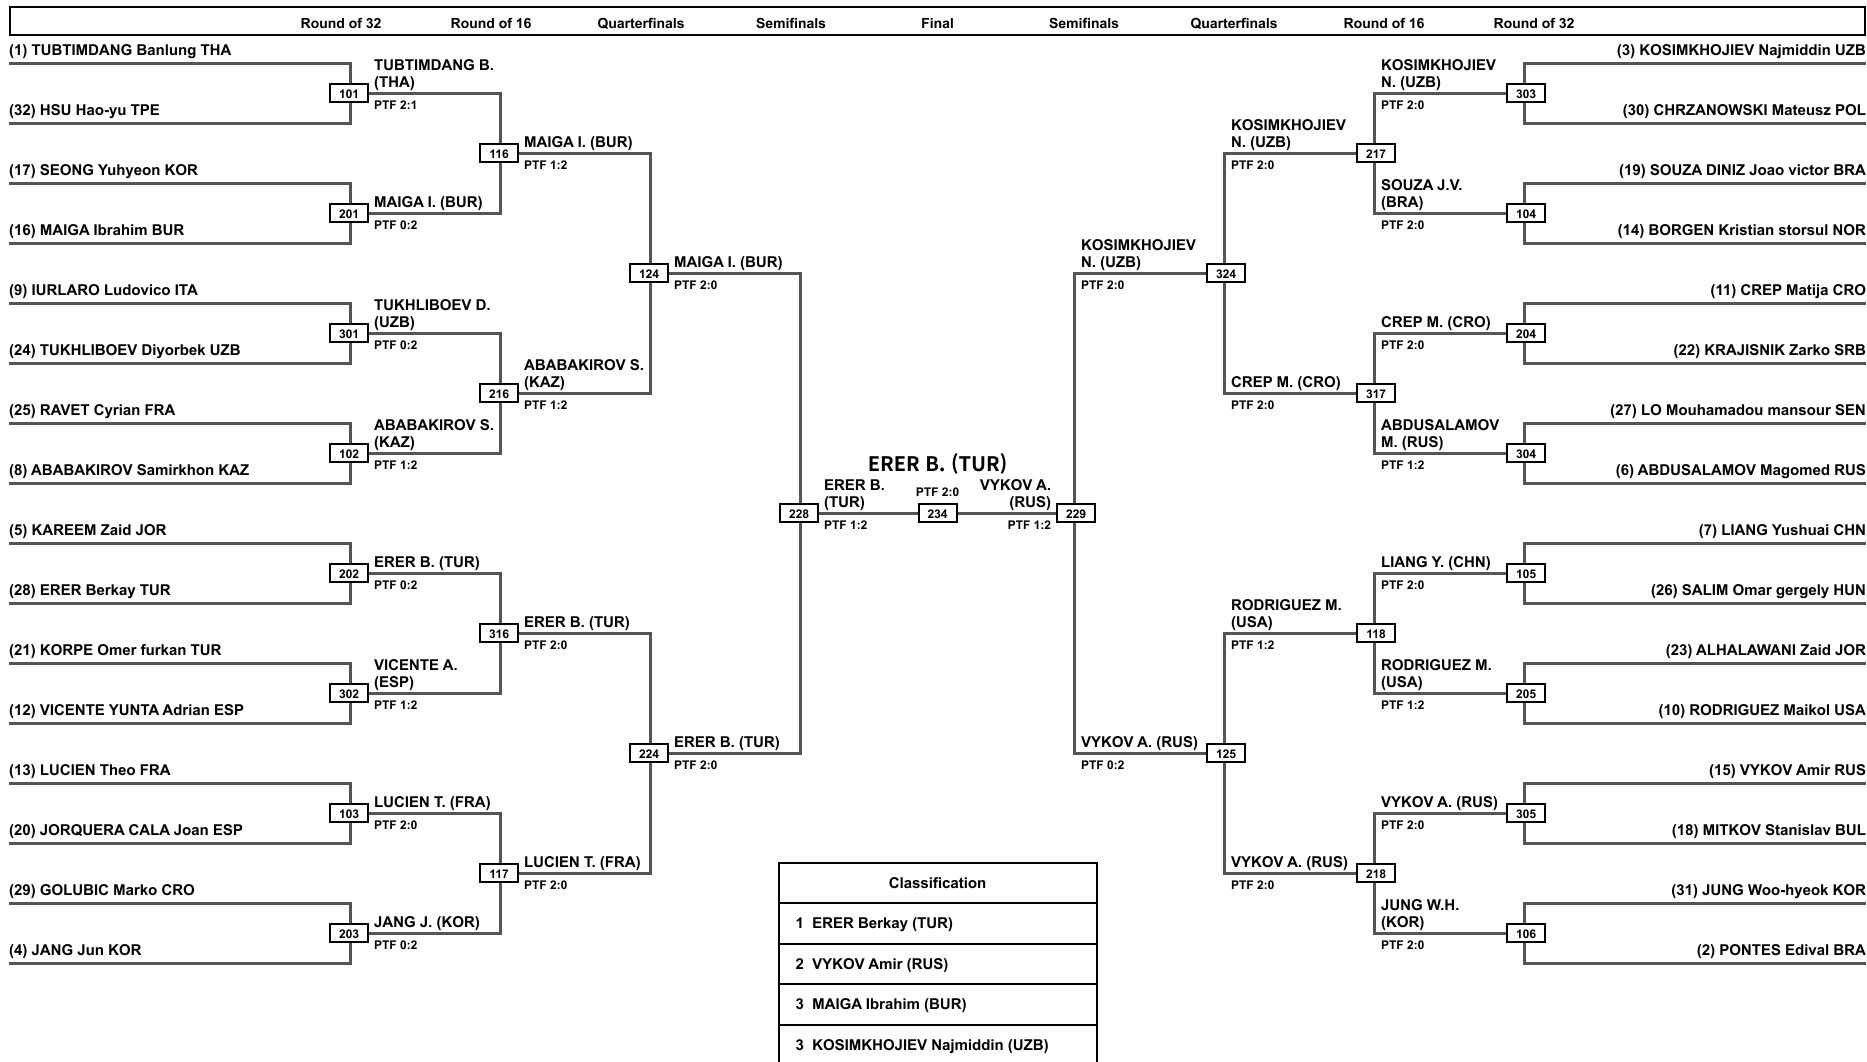 Round of 32 Round of 16 Quarterfinals Semifinals Final Semifinals Quarterfinals Round of 16 Round of 32
(1) TUBTIMDANG Banlung THA
(32) HSU Hao-yu TPE
(17) SEONG Yuhyeon KOR
(16) MAIGA Ibrahim BUR
(9) IURLARO Ludovico ITA
(24) TUKHLIBOEV Diyorbek UZB
(25) RAVET Cyrian FRA
(8) ABABAKIROV Samirkhon KAZ
(5) KAREEM Zaid JOR
(28) ERER Berkay TUR
(21) KORPE Omer furkan TUR
(12) VICENTE YUNTA Adrian ESP
(13) LUCIEN Theo FRA
(20) JORQUERA CALA Joan ESP
(29) GOLUBIC Marko CRO
(4) JANG Jun KOR
101
TUBTIMDANG B.
(THA)
PTF 2:1
201
MAIGA I. (BUR)
PTF 0:2
301
TUKHLIBOEV D.
(UZB)
PTF 0:2
102
ABABAKIROV S.
(KAZ)
PTF 1:2
202
ERER B. (TUR)
PTF 0:2
302
VICENTE A.
(ESP)
PTF 1:2
103
LUCIEN T. (FRA)
PTF 2:0
203
JANG J. (KOR)
PTF 0:2
116
MAIGA I. (BUR)
PTF 1:2
216
ABABAKIROV S.
(KAZ)
PTF 1:2
316
ERER B. (TUR)
PTF 2:0
117
LUCIEN T. (FRA)
PTF 2:0
124
MAIGA I. (BUR)
PTF 2:0
224
ERER B. (TUR)
PTF 2:0
228
ERER B.
(TUR)
PTF 1:2
ERER B. (TUR)
PTF 2:0
234
VYKOV A.
(RUS)
PTF 1:2
229
KOSIMKHOJIEV
N. (UZB)
PTF 2:0
324
VYKOV A. (RUS)
PTF 0:2
125
KOSIMKHOJIEV
N. (UZB)
PTF 2:0
217
CREP M. (CRO)
PTF 2:0
317
RODRIGUEZ M.
(USA)
PTF 1:2
118
VYKOV A. (RUS)
PTF 2:0
218
KOSIMKHOJIEV
N. (UZB)
PTF 2:0
303
SOUZA J.V.
(BRA)
PTF 2:0
104
CREP M. (CRO)
PTF 2:0
204
ABDUSALAMOV
M. (RUS)
PTF 1:2
304
LIANG Y. (CHN)
PTF 2:0
105
RODRIGUEZ M.
(USA)
PTF 1:2
205
VYKOV A. (RUS)
PTF 2:0
305
JUNG W.H.
(KOR)
PTF 2:0
106
(3) KOSIMKHOJIEV Najmiddin UZB
(30) CHRZANOWSKI Mateusz POL
(19) SOUZA DINIZ Joao victor BRA
(14) BORGEN Kristian storsul NOR
(11) CREP Matija CRO
(22) KRAJISNIK Zarko SRB
(27) LO Mouhamadou mansour SEN
(6) ABDUSALAMOV Magomed RUS
(7) LIANG Yushuai CHN
(26) SALIM Omar gergely HUN
(23) ALHALAWANI Zaid JOR
(10) RODRIGUEZ Maikol USA
(15) VYKOV Amir RUS
(18) MITKOV Stanislav BUL
(31) JUNG Woo-hyeok KOR
(2) PONTES Edival BRA
Classification
1 ERER Berkay (TUR)
2 VYKOV Amir (RUS)
3 MAIGA Ibrahim (BUR)
3 KOSIMKHOJIEV Najmiddin (UZB)